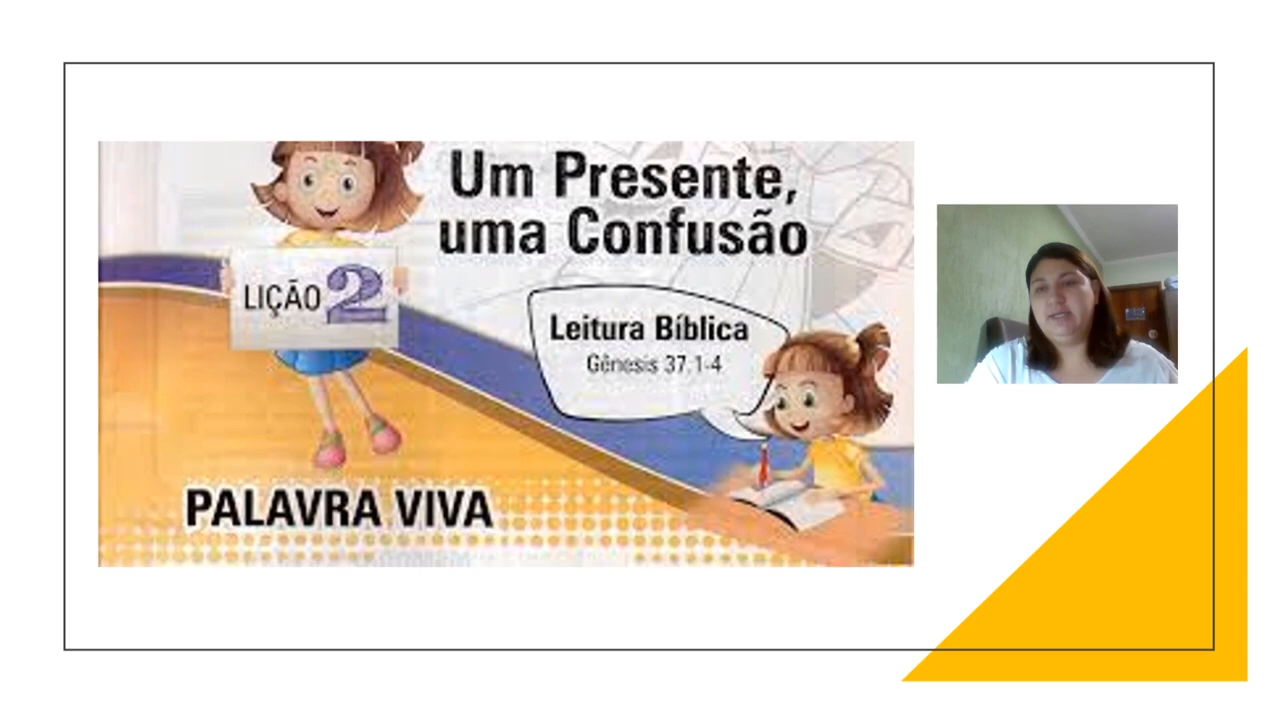 Um Presente,
uma Confusão
LIÇÃO 2
Leitura Bíblica
Gênesis 37.1-4
PALAVRA VIVA